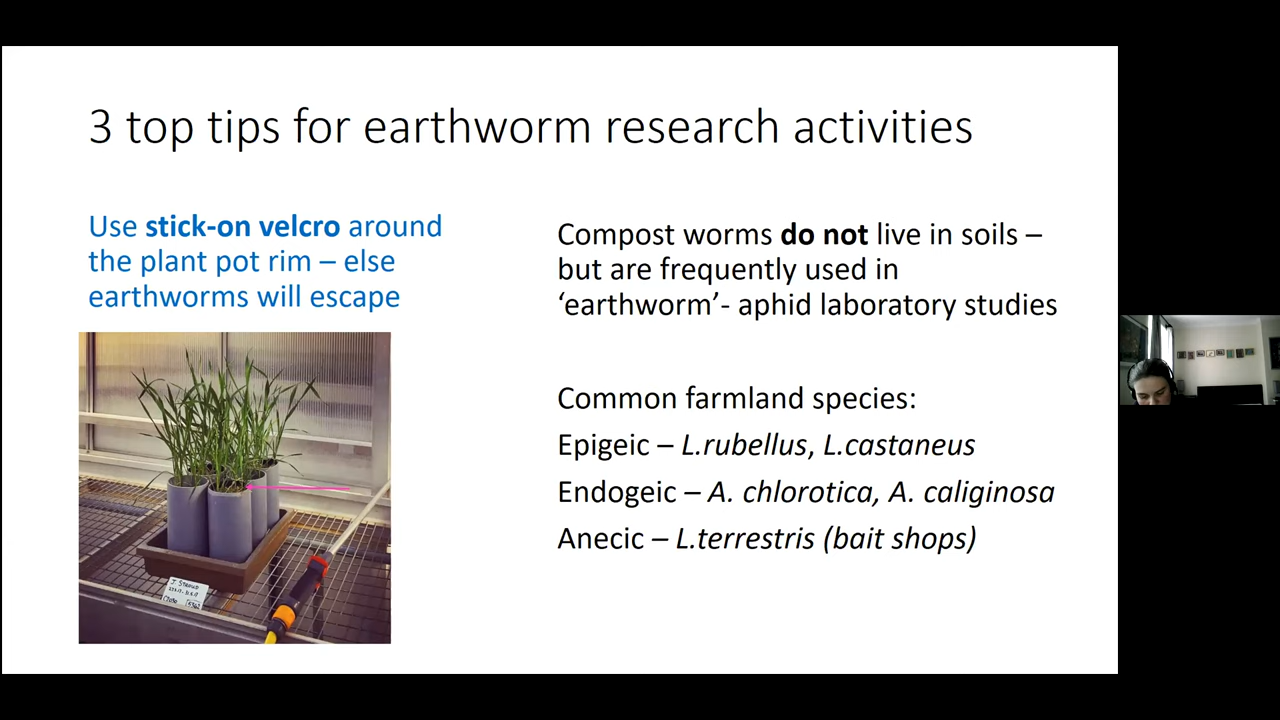 3 top tips for earthworm research activities
Use stick-on velcro around
the plant pot rim – else
earthworms will escape
Compost worms do not live in soils –
but are frequently used in
‘earthworm’- aphid laboratory studies
Common farmland species:
Epigeic – L.rubellus, L.castaneus
Endogeic – A. chlorotica, A. caliginosa
Anecic – L.terrestris (bait shops)
J. STROUD